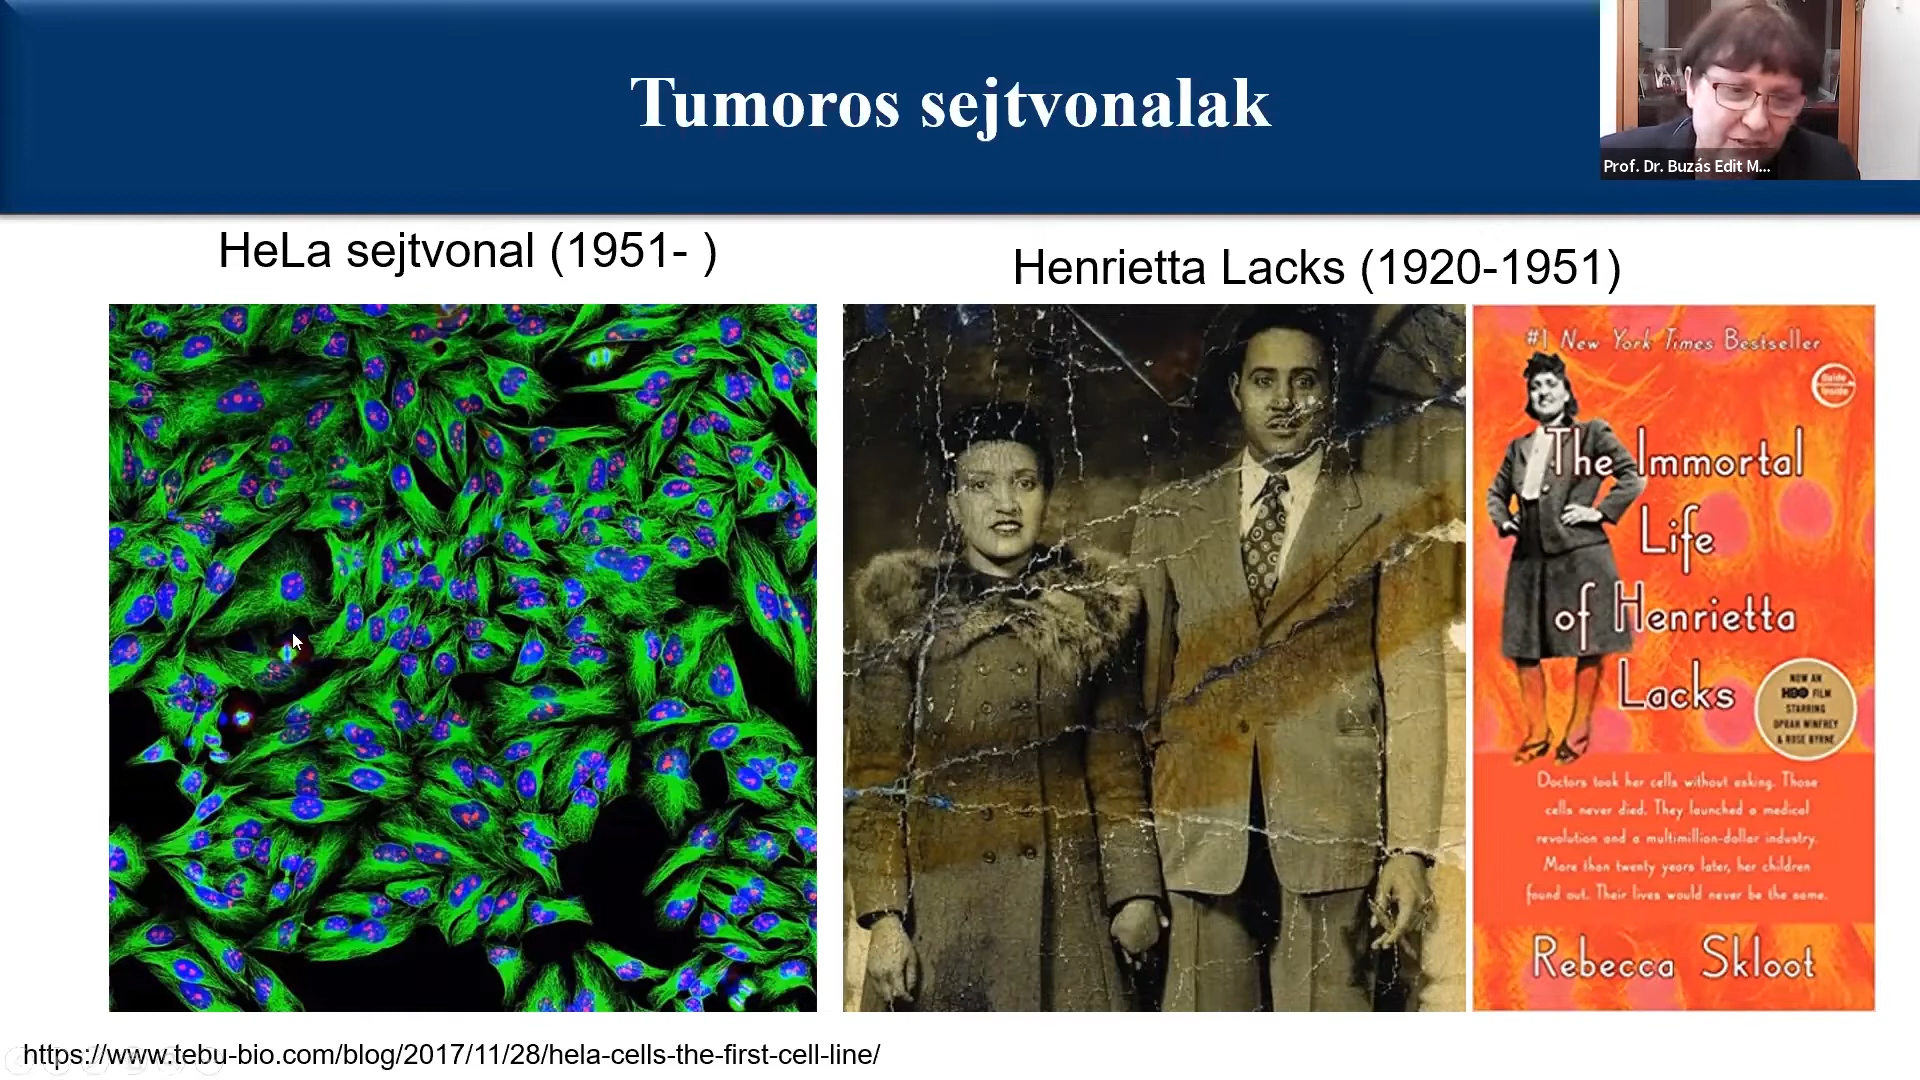 Tumoros sejtvonalak
Prof. Dr. Buzás Edit M...
HeLa sejtvonal (1951- )
Henrietta Lacks (1920-1951)
#1 New York Times Bestseller
Guide
Inside
The Immortal
Life
of Henrietta
Lacks
NOW AN
HBO FILM
STARRING
OPRAH WINFREY
& ROSE BYRNE
Doctors took her cells without asking. Those
cells never died. They launched a medical
revolution and a multimillion-dollar industry.
More than twenty years later, her children
found out. Their lives would never be the same.
Rebecca Skloot
https://www.tebu-bio.com/blog/2017/11/28/hela-cells-the-first-cell-line/